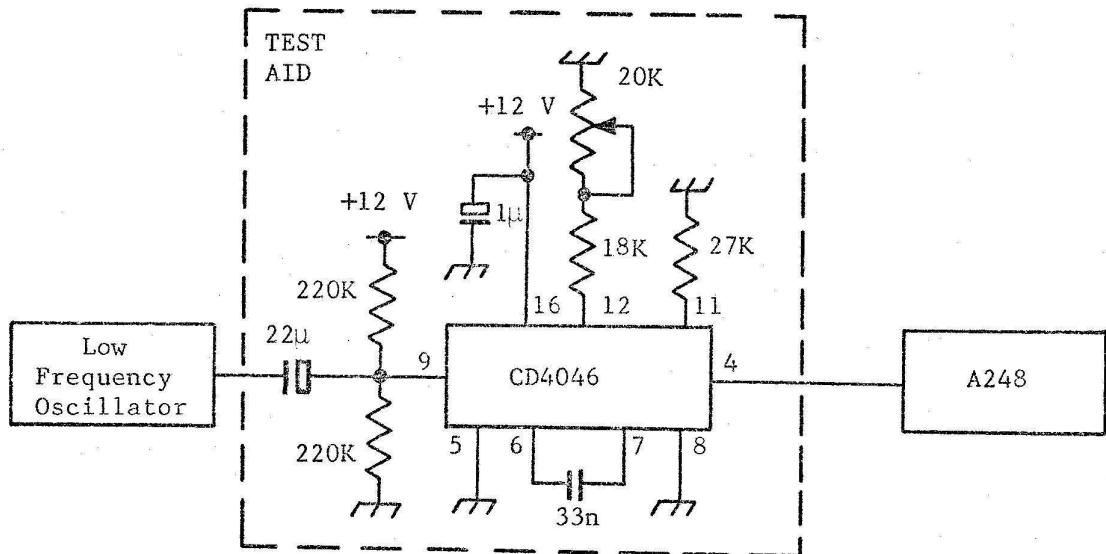 TEST
AID
20K
+12 V
1µ
+12 V
18K
27K
220K
16
12
11
Low
Frequency
Oscillator
22µ
9
CD4046
4
A248
220K
5
6
7
8
33n